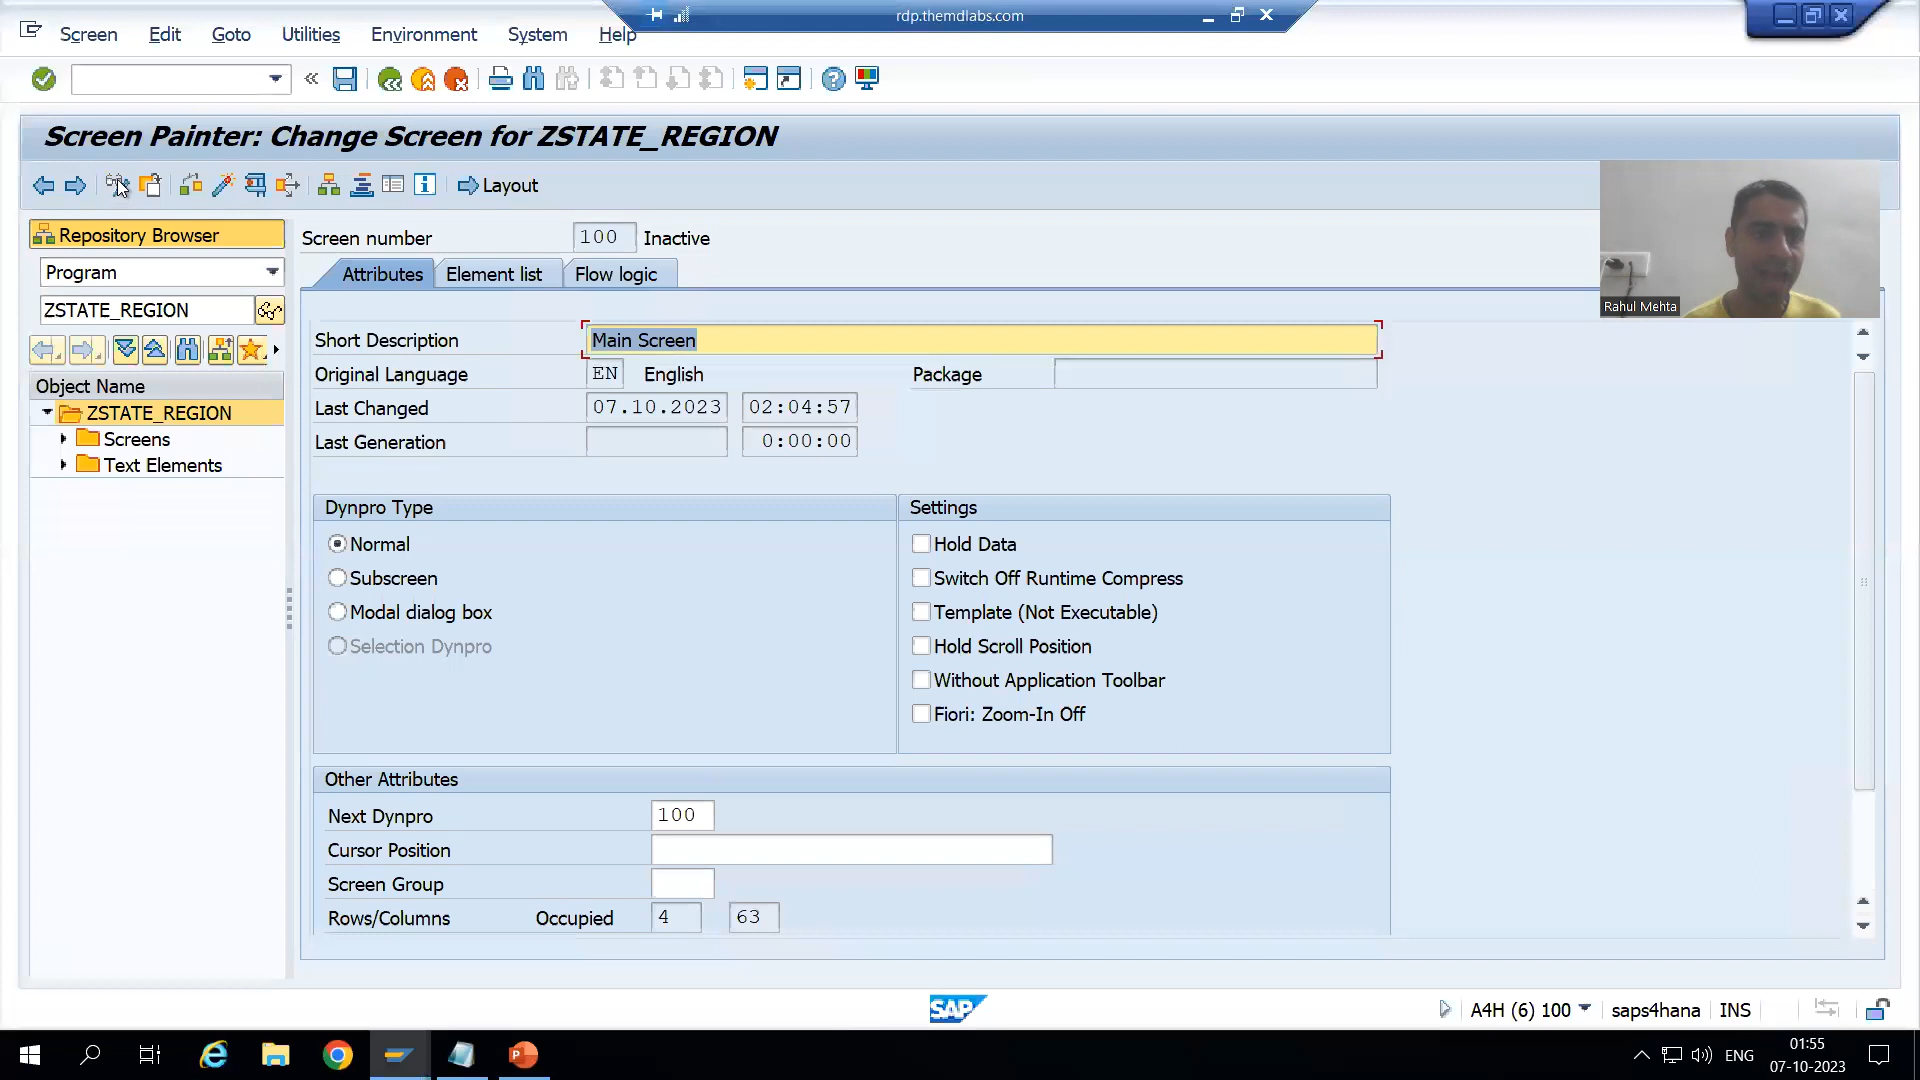 rdp.themdlabs.com
Screen Edit Goto Utilities Environment System Help
Screen Painter: Change Screen for ZSTATE_REGION
Layout
Repository Browser
Program
ZSTATE_REGION
Object Name
ZSTATE_REGION
Screens
Text Elements
Screen number 100 Inactive
Attributes Element list Flow logic
Short Description Main Screen
Original Language EN English Package
Last Changed 07.10.2023 02:04:57
Last Generation 0:00:00
Dynpro Type
Normal
Subscreen
Modal dialog box
Selection Dynpro
Settings
Hold Data
Switch Off Runtime Compress
Template (Not Executable)
Hold Scroll Position
Without Application Toolbar
Fiori: Zoom-In Off
Other Attributes
Next Dynpro 100
Cursor Position
Screen Group
Rows/Columns Occupied 4 63
Rahul Mehta
SAP
A4H (6) 100 saps4hana INS
ENG
01:55
07-10-2023